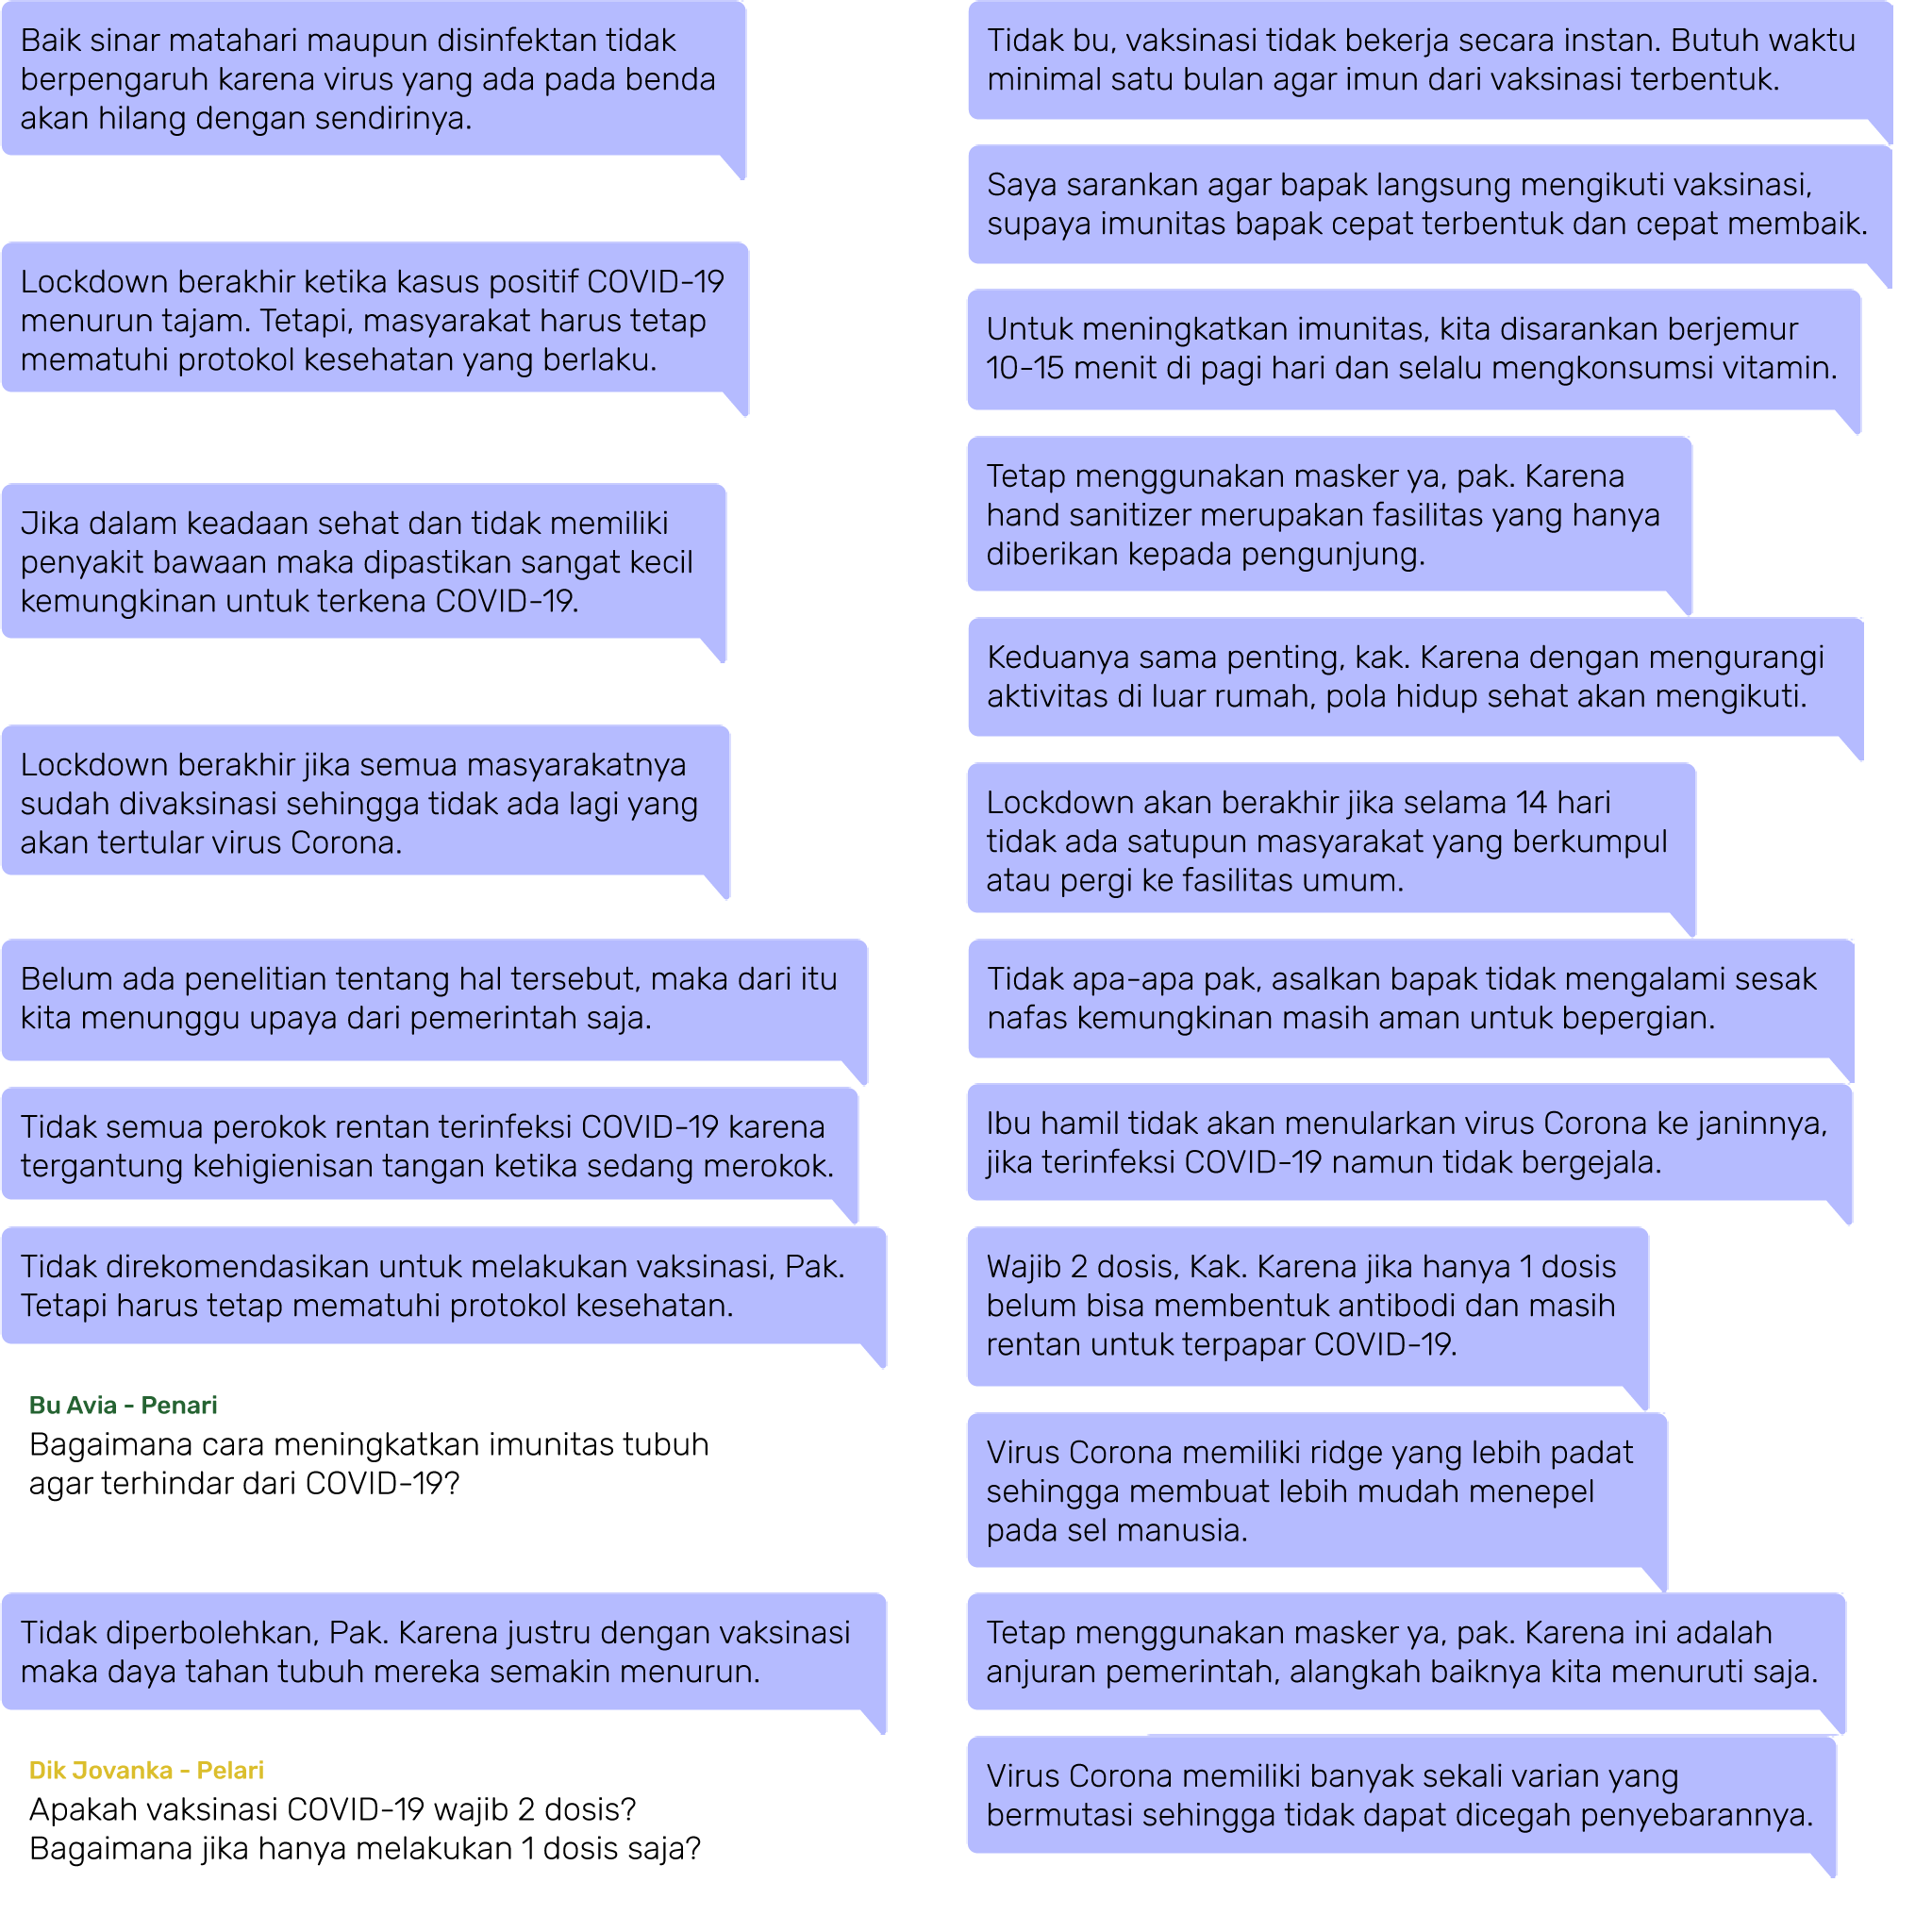 Baik sinar matahari maupun disinfektan tidak
berpengaruh karena virus yang ada pada benda
akan hilang dengan sendirinya.
Lockdown berakhir ketika kasus positif COVID-19
menurun tajam. Tetapi, masyarakat harus tetap
mematuhi protokol kesehatan yang berlaku.
Jika dalam keadaan sehat dan tidak memiliki
penyakit bawaan maka dipastikan sangat kecil
kemungkinan untuk terkena COVID-19.
Lockdown berakhir jika semua masyarakatnya
sudah divaksinasi sehingga tidak ada lagi yang
akan tertular virus Corona.
Belum ada penelitian tentang hal tersebut, maka dari itu
kita menunggu upaya dari pemerintah saja.
Tidak semua perokok rentan terinfeksi COVID-19 karena
tergantung kehigienisan tangan ketika sedang merokok.
Tidak direkomendasikan untuk melakukan vaksinasi, Pak.
Tetapi harus tetap mematuhi protokol kesehatan.
Bu Avia - Penari
Bagaimana cara meningkatkan imunitas tubuh
agar terhindar dari COVID-19?
Tidak diperbolehkan, Pak. Karena justru dengan vaksinasi
maka daya tahan tubuh mereka semakin menurun.
Dik Jovanka - Pelari
Apakah vaksinasi COVID-19 wajib 2 dosis?
Bagaimana jika hanya melakukan 1 dosis saja?
Tidak bu, vaksinasi tidak bekerja secara instan. Butuh waktu
minimal satu bulan agar imun dari vaksinasi terbentuk.
Saya sarankan agar bapak langsung mengikuti vaksinasi,
supaya imunitas bapak cepat terbentuk dan cepat membaik.
Untuk meningkatkan imunitas, kita disarankan berjemur
10-15 menit di pagi hari dan selalu mengkonsumsi vitamin.
Tetap menggunakan masker ya, pak. Karena
hand sanitizer merupakan fasilitas yang hanya
diberikan kepada pengunjung.
Keduanya sama penting, kak. Karena dengan mengurangi
aktivitas di luar rumah, pola hidup sehat akan mengikuti.
Lockdown akan berakhir jika selama 14 hari
tidak ada satupun masyarakat yang berkumpul
atau pergi ke fasilitas umum.
Tidak apa-apa pak, asalkan bapak tidak mengalami sesak
nafas kemungkinan masih aman untuk bepergian.
Ibu hamil tidak akan menularkan virus Corona ke janinnya,
jika terinfeksi COVID-19 namun tidak bergejala.
Wajib 2 dosis, Kak. Karena jika hanya 1 dosis
belum bisa membentuk antibodi dan masih
rentan untuk terpapar COVID-19.
Virus Corona memiliki ridge yang lebih padat
sehingga membuat lebih mudah menepel
pada sel manusia.
Tetap menggunakan masker ya, pak. Karena ini adalah
anjuran pemerintah, alangkah baiknya kita menuruti saja.
Virus Corona memiliki banyak sekali varian yang
bermutasi sehingga tidak dapat dicegah penyebarannya.